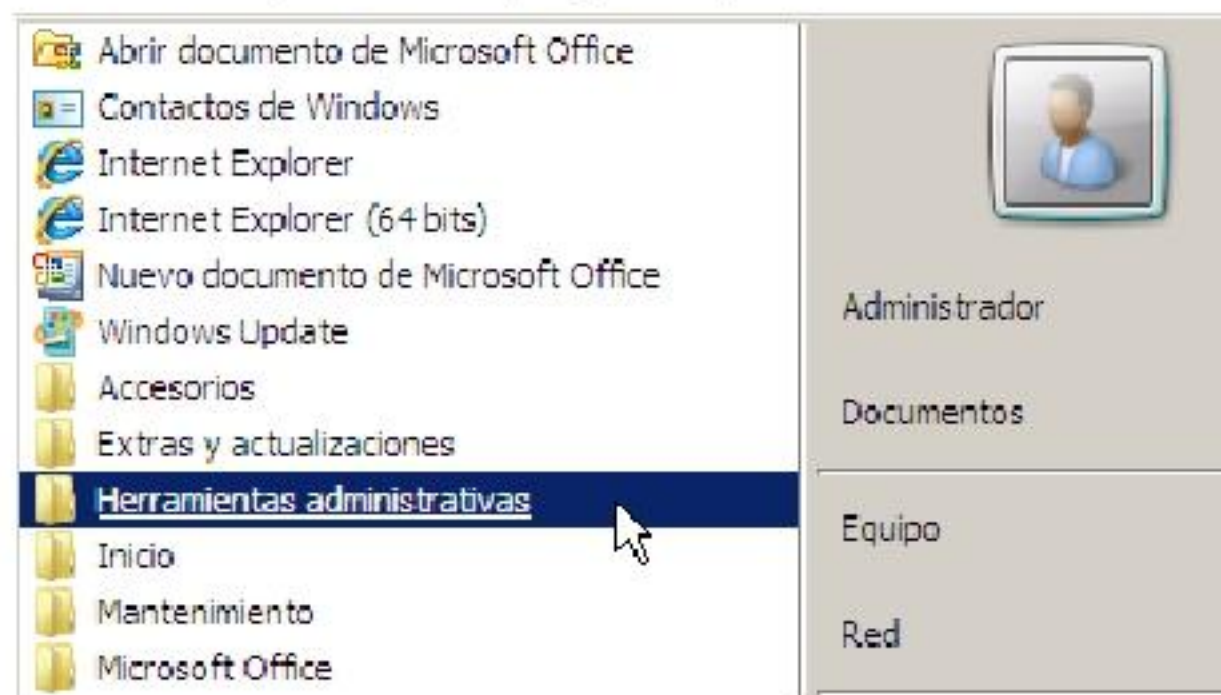 Abrir documento de Microsoft Office
Contactos de Windows
Internet Explorer
Internet Explorer (64 bits)
Nuevo documento de Microsoft Office
Windows Update
Accesorios
Extras y actualizaciones
Herramientas administrativas
Inicio
Mantenimiento
Microsoft Office
Administrador
Documentos
Equipo
Red